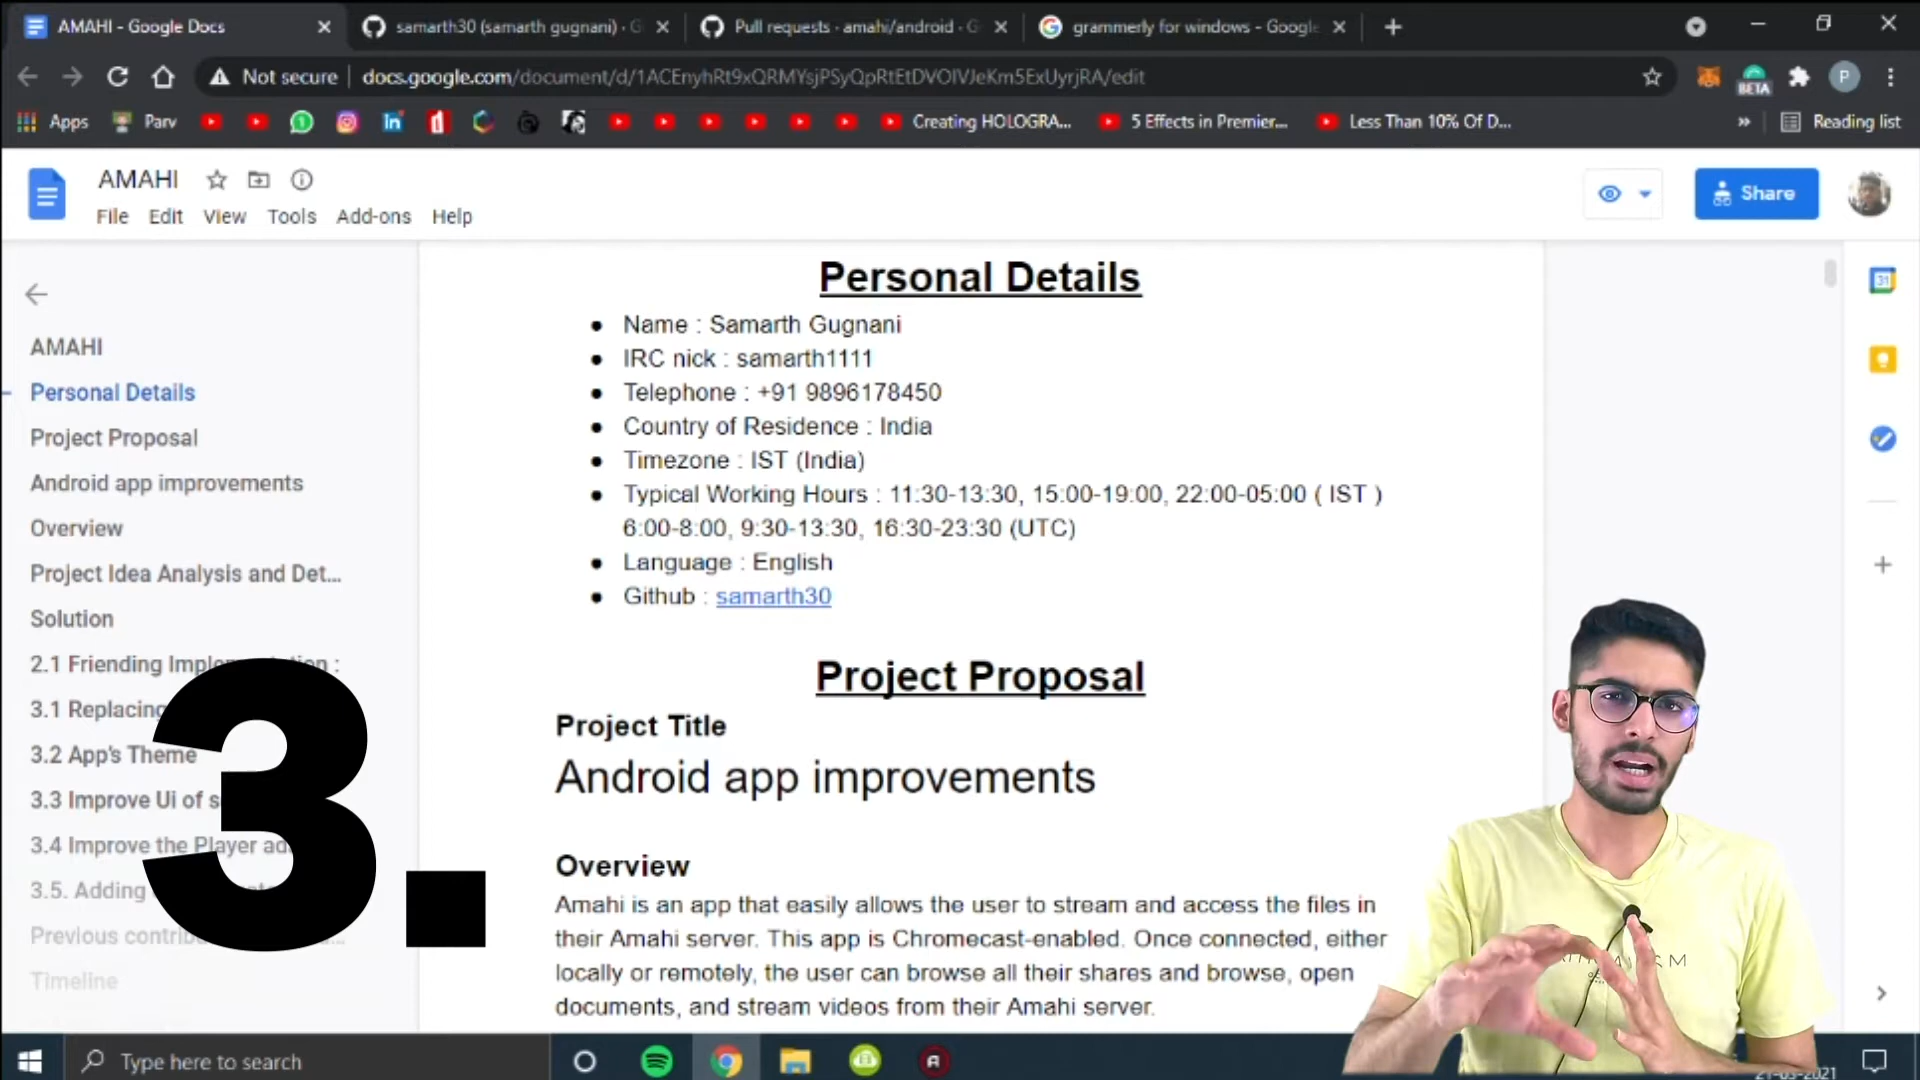 AMAHI - Google Docs
samarth30 (samarth gugnani) · G
Pull requests · amahi/android · G
grammerly for windows - Google
Not secure
docs.google.com/document/d/1ACEnyhRt9xQRMYsjPSyQpRtEtDVOIVJeKm5ExUyrjRA/edit
BETA
P
Apps
Parv
Creating HOLOGRA...
5 Effects in Premier...
Less Than 10% Of D...
»
Reading list
AMAHI
File Edit View Tools Add-ons Help
Share
31
AMAHI
Personal Details
Project Proposal
Android app improvements
Overview
Project Idea Analysis and Det...
Solution
2.1 Friending Implementation :
3.1 Replacing
3.2 App's Theme
3.3 Improve Ui of s
3.4 Improve the Player ad
3.5. Adding
Previous contrib
Timeline
3.
Personal Details
● Name : Samarth Gugnani
● IRC nick : samarth1111
● Telephone : +91 9896178450
● Country of Residence : India
● Timezone : IST (India)
● Typical Working Hours : 11:30-13:30, 15:00-19:00, 22:00-05:00 ( IST )
6:00-8:00, 9:30-13:30, 16:30-23:30 (UTC)
● Language : English
● Github : samarth30
Project Proposal
Project Title
Android app improvements
Overview
Amahi is an app that easily allows the user to stream and access the files in
their Amahi server. This app is Chromecast-enabled. Once connected, either
locally or remotely, the user can browse all their shares and browse, open
documents, and stream videos from their Amahi server.
Type here to search
21-05-2021